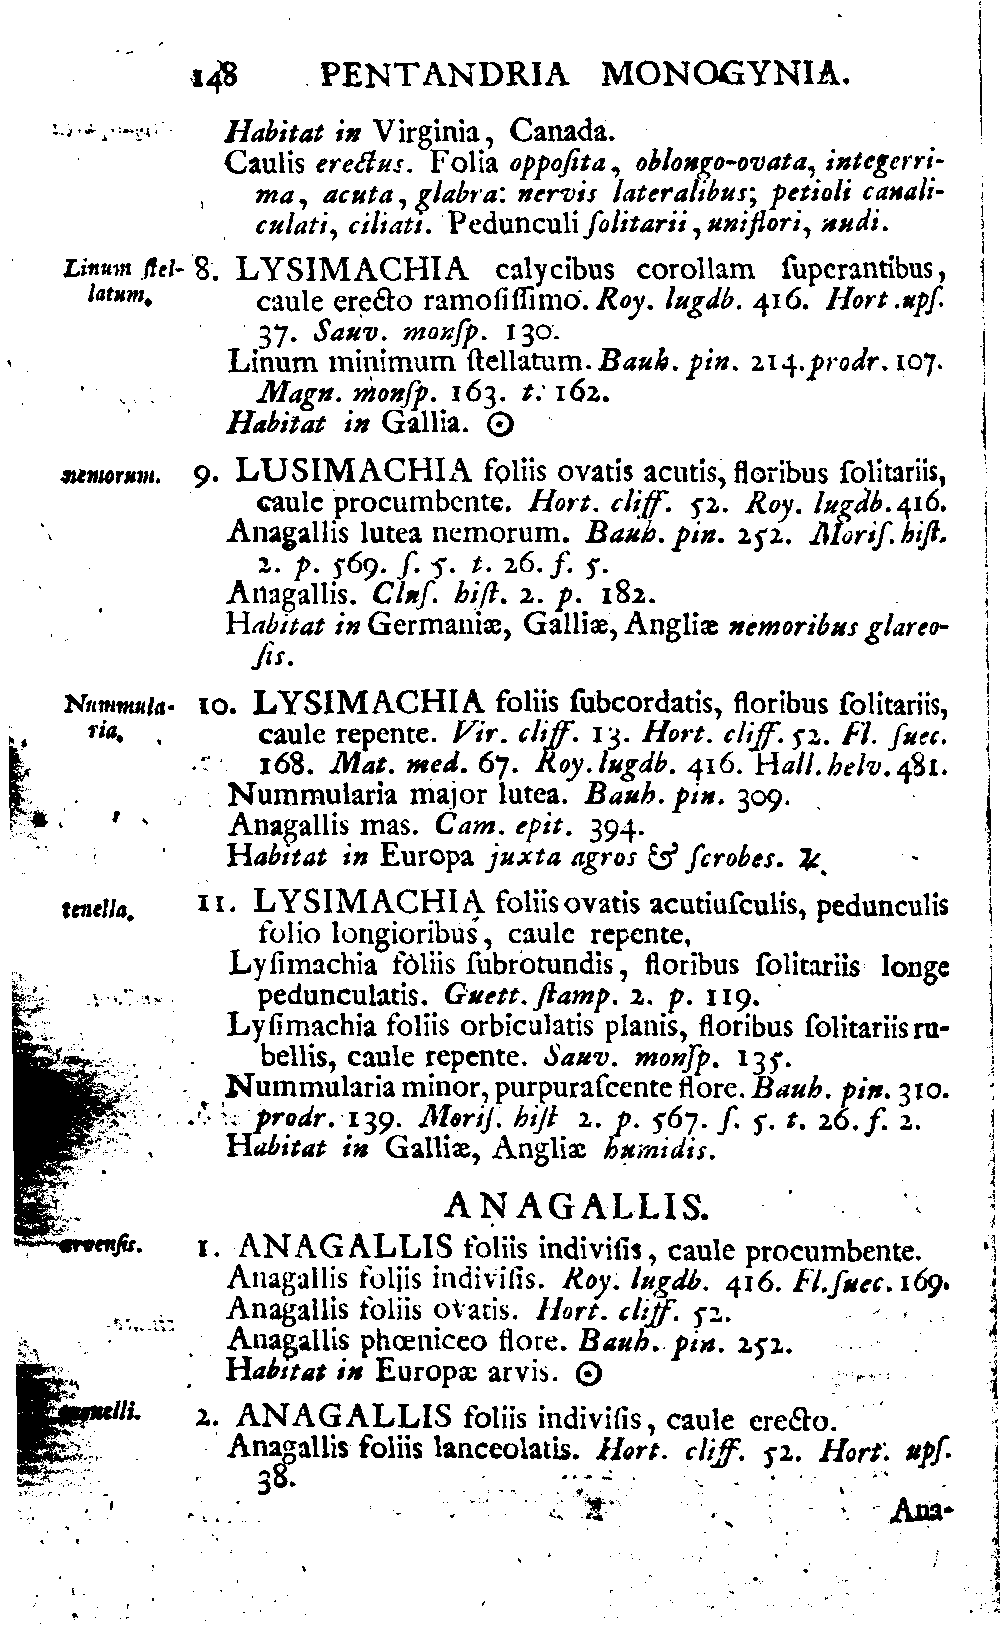 148 PENTANDRIA MONOGYNIA.
Habitat in Virginia, Canada.
Caulis erectus. Folia oppoſita, oblongo-ovata, integerri-
ma, acuta, glabra: nervis lateralibus; petioli canali-
culati, ciliati. Pedunculi ſolitarii, uniflori, nudi.
Linum ſtel- 8. LYSIMACHIA calycibus corollam ſuperantibus,
latum. caule erecto ramoſiſſimo. Roy. lugdb. 416. Hort. upſ.
37. Sauv. monſp. 130.
Linum minimum ſtellatum. Bauh. pin. 214. prodr. 107.
Magn. monſp. 163. t. 162.
Habitat in Gallia. ☉
nemorum. 9. LUSIMACHIA foliis ovatis acutis, floribus ſolitariis,
caule procumbente. Hort. cliff. 52. Roy. lugdb. 416.
Anagallis lutea nemorum. Bauh. pin. 252. Moriſ. hiſt.
2. p. 569. ſ. 5. t. 26. f. 5.
Anagallis. Cluſ. hiſt. 2. p. 182.
Habitat in Germaniæ, Galliæ, Angliæ nemoribus glareo-
ſis.
Nummula- 10. LYSIMACHIA foliis ſubcordatis, floribus ſolitariis,
ria. caule repente. Vir. cliff. 13. Hort. cliff. 52. Fl. ſuec.
168. Mat. med. 67. Roy. lugdb. 416. Hall. helv. 481.
Nummularia major lutea. Bauh. pin. 309.
Anagallis mas. Cam. epit. 394.
Habitat in Europa juxta agros & ſcrobes. ♃
tenella. 11. LYSIMACHIA foliis ovatis acutiuſculis, pedunculis
folio longioribus, caule repente,
Lyſimachia foliis ſubrotundis, floribus ſolitariis longe
pedunculatis. Guett. ſtamp. 2. p. 119.
Lyſimachia foliis orbiculatis planis, floribus ſolitariis ru-
bellis, caule repente. Sauv. monſp. 135.
Nummularia minor, purpuraſcente flore. Bauh. pin. 310.
prodr. 139. Moriſ. hiſt 2. p. 567. ſ. 5. t. 26. f. 2.
Habitat in Galliæ, Angliæ humidis.
ANAGALLIS.
arvenſis. 1. ANAGALLIS foliis indiviſis, caule procumbente.
Anagallis foliis indiviſis. Roy. lugdb. 416. Fl. ſuec. 169.
Anagallis foliis ovatis. Hort. cliff. 52.
Anagallis phœniceo flore. Bauh. pin. 252.
Habitat in Europæ arvis. ☉
2. ANAGALLIS foliis indiviſis, caule erecto.
Anagallis foliis lanceolatis. Hort. cliff. 52. Hort. upſ.
38.
Ana-